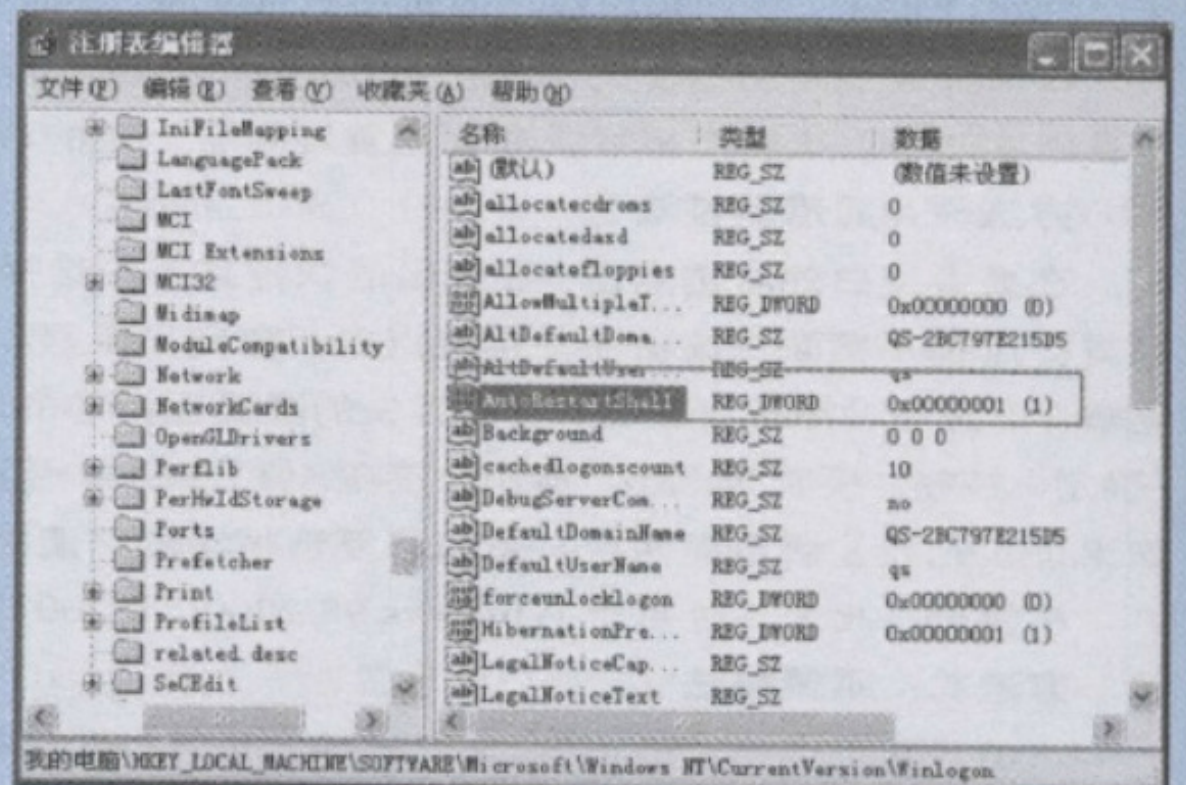 注册表编辑器
文件(F) 编辑(E) 查看(V) 收藏夹(A) 帮助(H)
IniFileMapping
LanguagePack
LastFontSweep
MCI
MCI Extensions
MCI32
Midimap
ModuleCompatibility
Network
NetworkCards
OpenGLDrivers
Perflib
PerHwIdStorage
Ports
Prefetcher
Print
ProfileList
related.desc
SeCEdit
名称 类型 数据
(默认) REG_SZ (数值未设置)
allocatecdroms REG_SZ 0
allocatedasd REG_SZ 0
allocatefloppies REG_SZ 0
AllowMultipleT... REG_DWORD 0x00000000 (0)
AltDefaultDoma... REG_SZ QS-2BC797E215D5
AltDefaultUser... REG_SZ qs
AutoRestartShell REG_DWORD 0x00000001 (1)
Background REG_SZ 0 0 0
cachedlogonscount REG_SZ 10
DebugServerCom... REG_SZ no
DefaultDomainName REG_SZ QS-2BC797E215D5
DefaultUserName REG_SZ qs
forceunlocklogon REG_DWORD 0x00000000 (0)
HibernationPre... REG_DWORD 0x00000001 (1)
LegalNoticeCap... REG_SZ
LegalNoticeText REG_SZ
我的电脑\HKEY_LOCAL_MACHINE\SOFTWARE\Microsoft\Windows NT\CurrentVersion\Winlogon